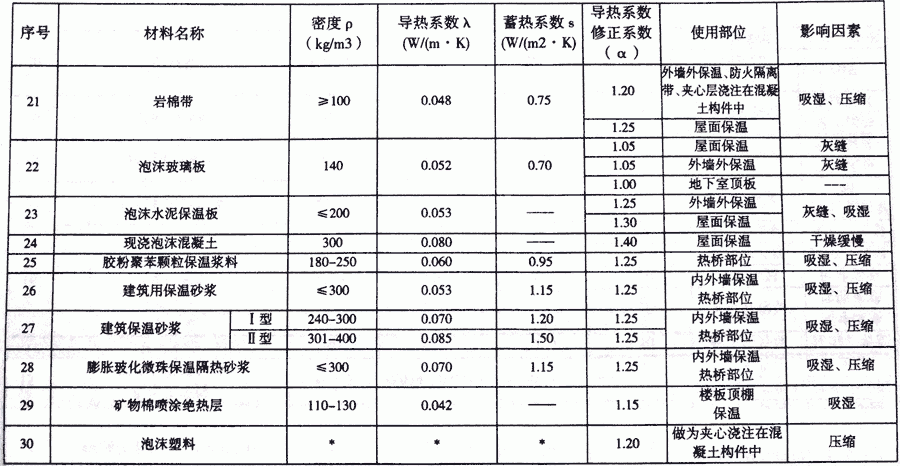 序号 材料名称 密度 ρ （kg/m3） 导热系数 λ (W/(m·K) 蓄热系数 s (W/(m2·K) 导热系数修正系数（α） 使用部位 影响因素
21 岩棉带 ≥100 0.048 0.75 1.20 外墙外保温、防火隔离带、夹心层浇注在混凝土构件中 吸湿、压缩
1.25 屋面保温
22 泡沫玻璃板 140 0.052 0.70 1.05 屋面保温 灰缝
1.05 外墙外保温 灰缝
1.00 地下室顶板 ---
23 泡沫水泥保温板 ≤200 0.053 —— 1.25 外墙外保温 灰缝、吸湿
1.30 屋面保温
24 现浇泡沫混凝土 300 0.080 —— 1.40 屋面保温 干燥缓慢
25 胶粉聚苯颗粒保温浆料 180-250 0.060 0.95 1.25 热桥部位 吸湿、压缩
26 建筑用保温砂浆 ≤300 0.053 1.15 1.25 内外墙保温 热桥部位 吸湿、压缩
27 建筑保温砂浆 Ⅰ型 240-300 0.070 1.20 1.25 内外墙保温 热桥部位 吸湿、压缩
Ⅱ型 301-400 0.085 1.50 1.25
28 膨胀玻化微珠保温隔热砂浆 ≤300 0.070 1.15 1.25 内外墙保温 热桥部位 吸湿、压缩
29 矿物棉喷涂绝热层 110-130 0.042 —— 1.15 楼板顶棚保温 吸湿
30 泡沫塑料 * * * 1.20 做为夹心浇注在混凝土构件中 压缩